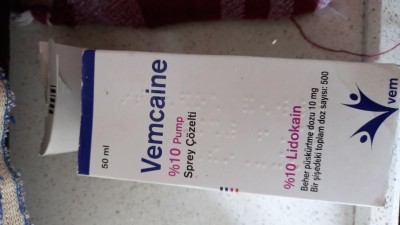 50 ml
Vemcaine
%10 Pump
Sprey Çözelti
%10 Lidokain
Beher püskürtme dozu 10 mg
Bir şişedeki toplam doz sayısı: 500
vem